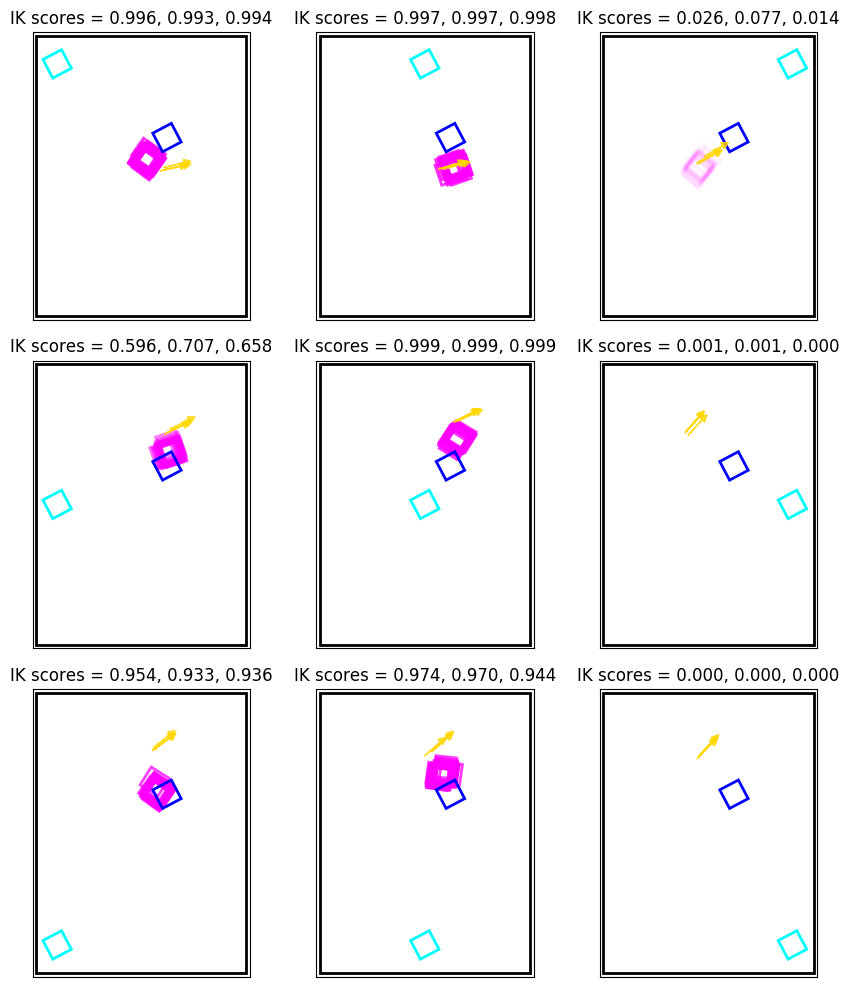 IK scores = 0.996, 0.993, 0.994
IK scores = 0.997, 0.997, 0.998
IK scores = 0.026, 0.077, 0.014
IK scores = 0.596, 0.707, 0.658
IK scores = 0.999, 0.999, 0.999
IK scores = 0.001, 0.001, 0.000
IK scores = 0.954, 0.933, 0.936
IK scores = 0.974, 0.970, 0.944
IK scores = 0.000, 0.000, 0.000